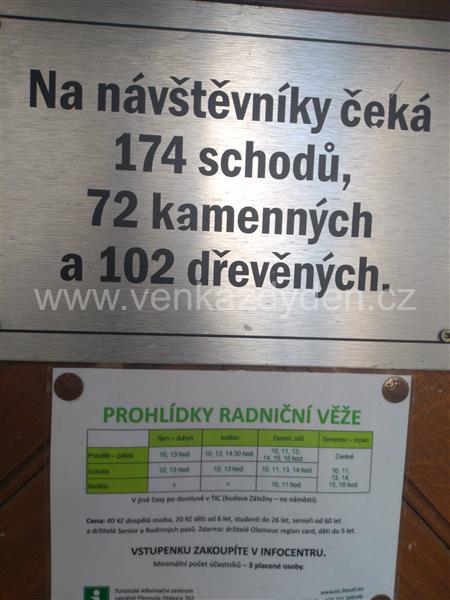 Na návštěvníky čeká
174 schodů,
72 kamenných
a 102 dřevěných.
www.venkazdyden.cz
PROHLÍDKY RADNIČNÍ VĚŽE
říjen – duben květen červen, září červenec – srpen
Pondělí – pátek 10, 13 hod 10, 13, 14:30 hod 10, 11, 13, 14, 15, 16 hod Denně
Sobota 10, 13 hod 10, 13 hod 10, 11, 13, 14 hod 10, 11, 13, 14, 15, 16 hod
Neděle x x 10, 11 hod
V jiné časy po domluvě v TIC (budova Záložny – na náměstí).
Cena: 40 Kč dospělá osoba, 20 Kč děti od 6 let, studenti do 26 let, senioři od 60 let
a držitelé Senior a Rodinných pasů. Zdarma: držitelé Olomouc region card, děti do 5 let.
VSTUPENKU ZAKOUPÍTE V INFOCENTRU.
Minimální počet účastníků – 3 placené osoby.
Turistické informační centrum
náměstí Přemysla Otakara 762